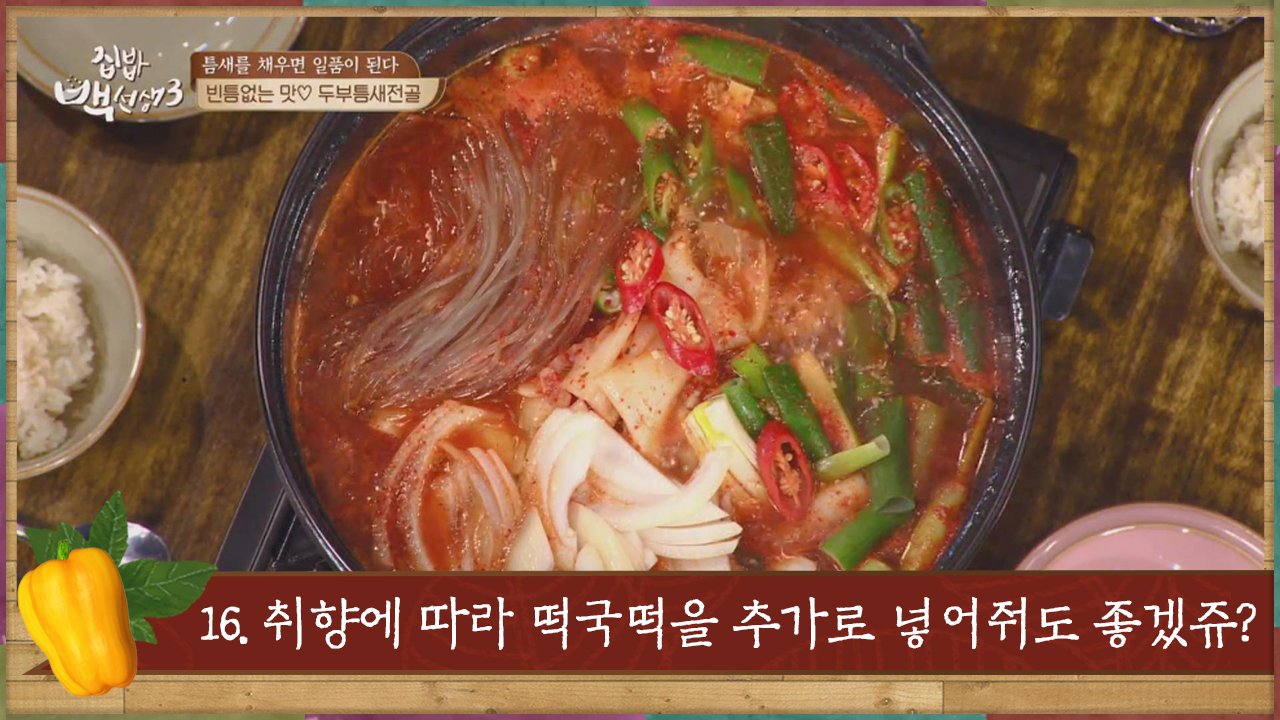 집밥
백선생3
틈새를 채우면 일품이 된다
빈틈없는 맛♡ 두부틈새전골
16. 취향에 따라 떡국떡을 추가로 넣어줘도 좋겠쥬?